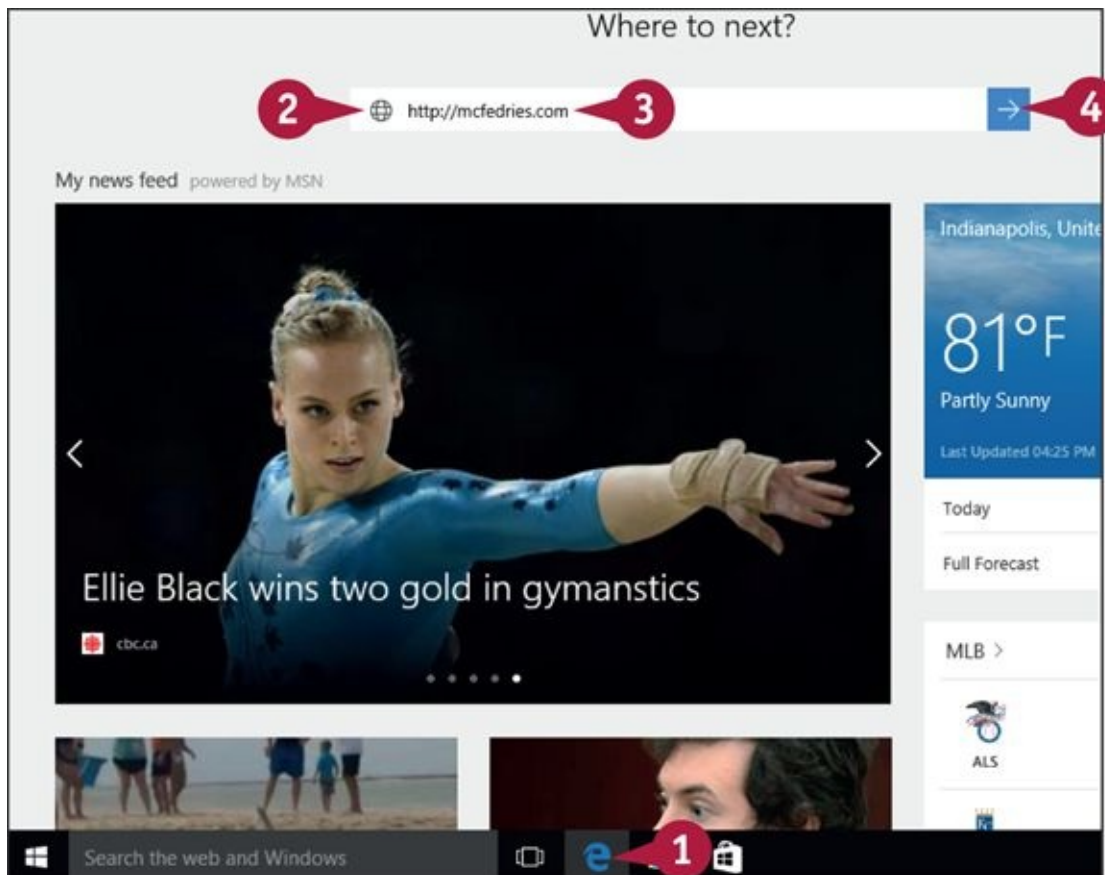 Where to next?
2 http://mcfedries.com 3 4
My news feed powered by MSN
Indianapolis, Unite
81°F
Partly Sunny
Last Updated 04:25 PM
Today
Full Forecast
Ellie Black wins two gold in gymanstics
cbc.ca
MLB >
ALS
KC
Search the web and Windows
1